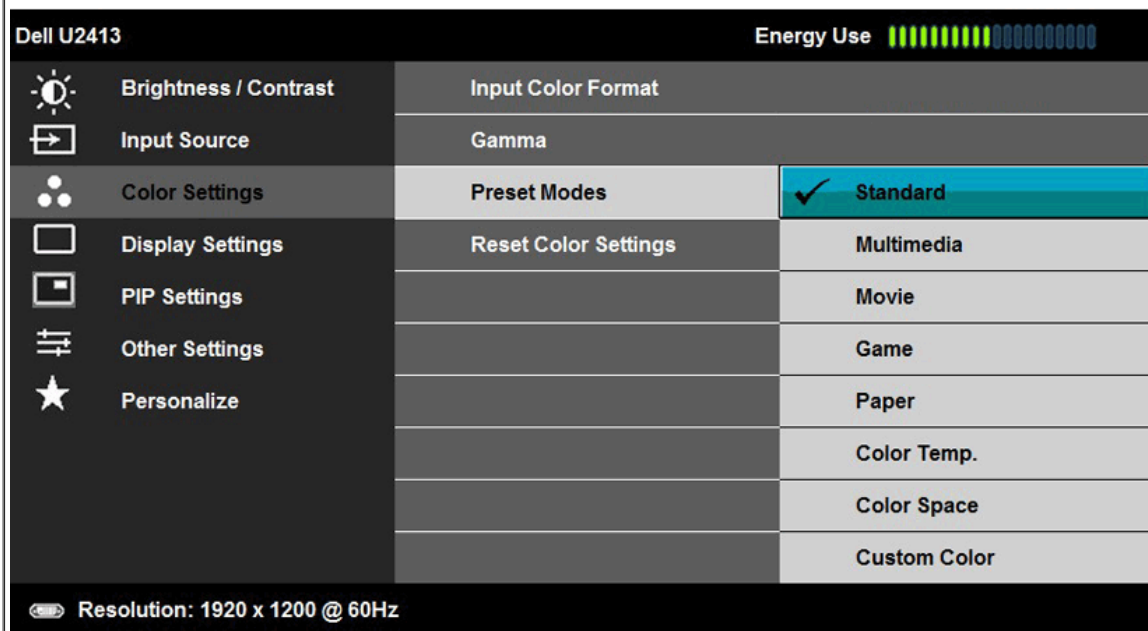 Dell U2413
Energy Use
Brightness / Contrast
Input Color Format
Input Source
Gamma
Color Settings
Preset Modes
Standard
Display Settings
Reset Color Settings
Multimedia
PIP Settings
Movie
Other Settings
Game
Personalize
Paper
Color Temp.
Color Space
Custom Color
Resolution: 1920 x 1200 @ 60Hz